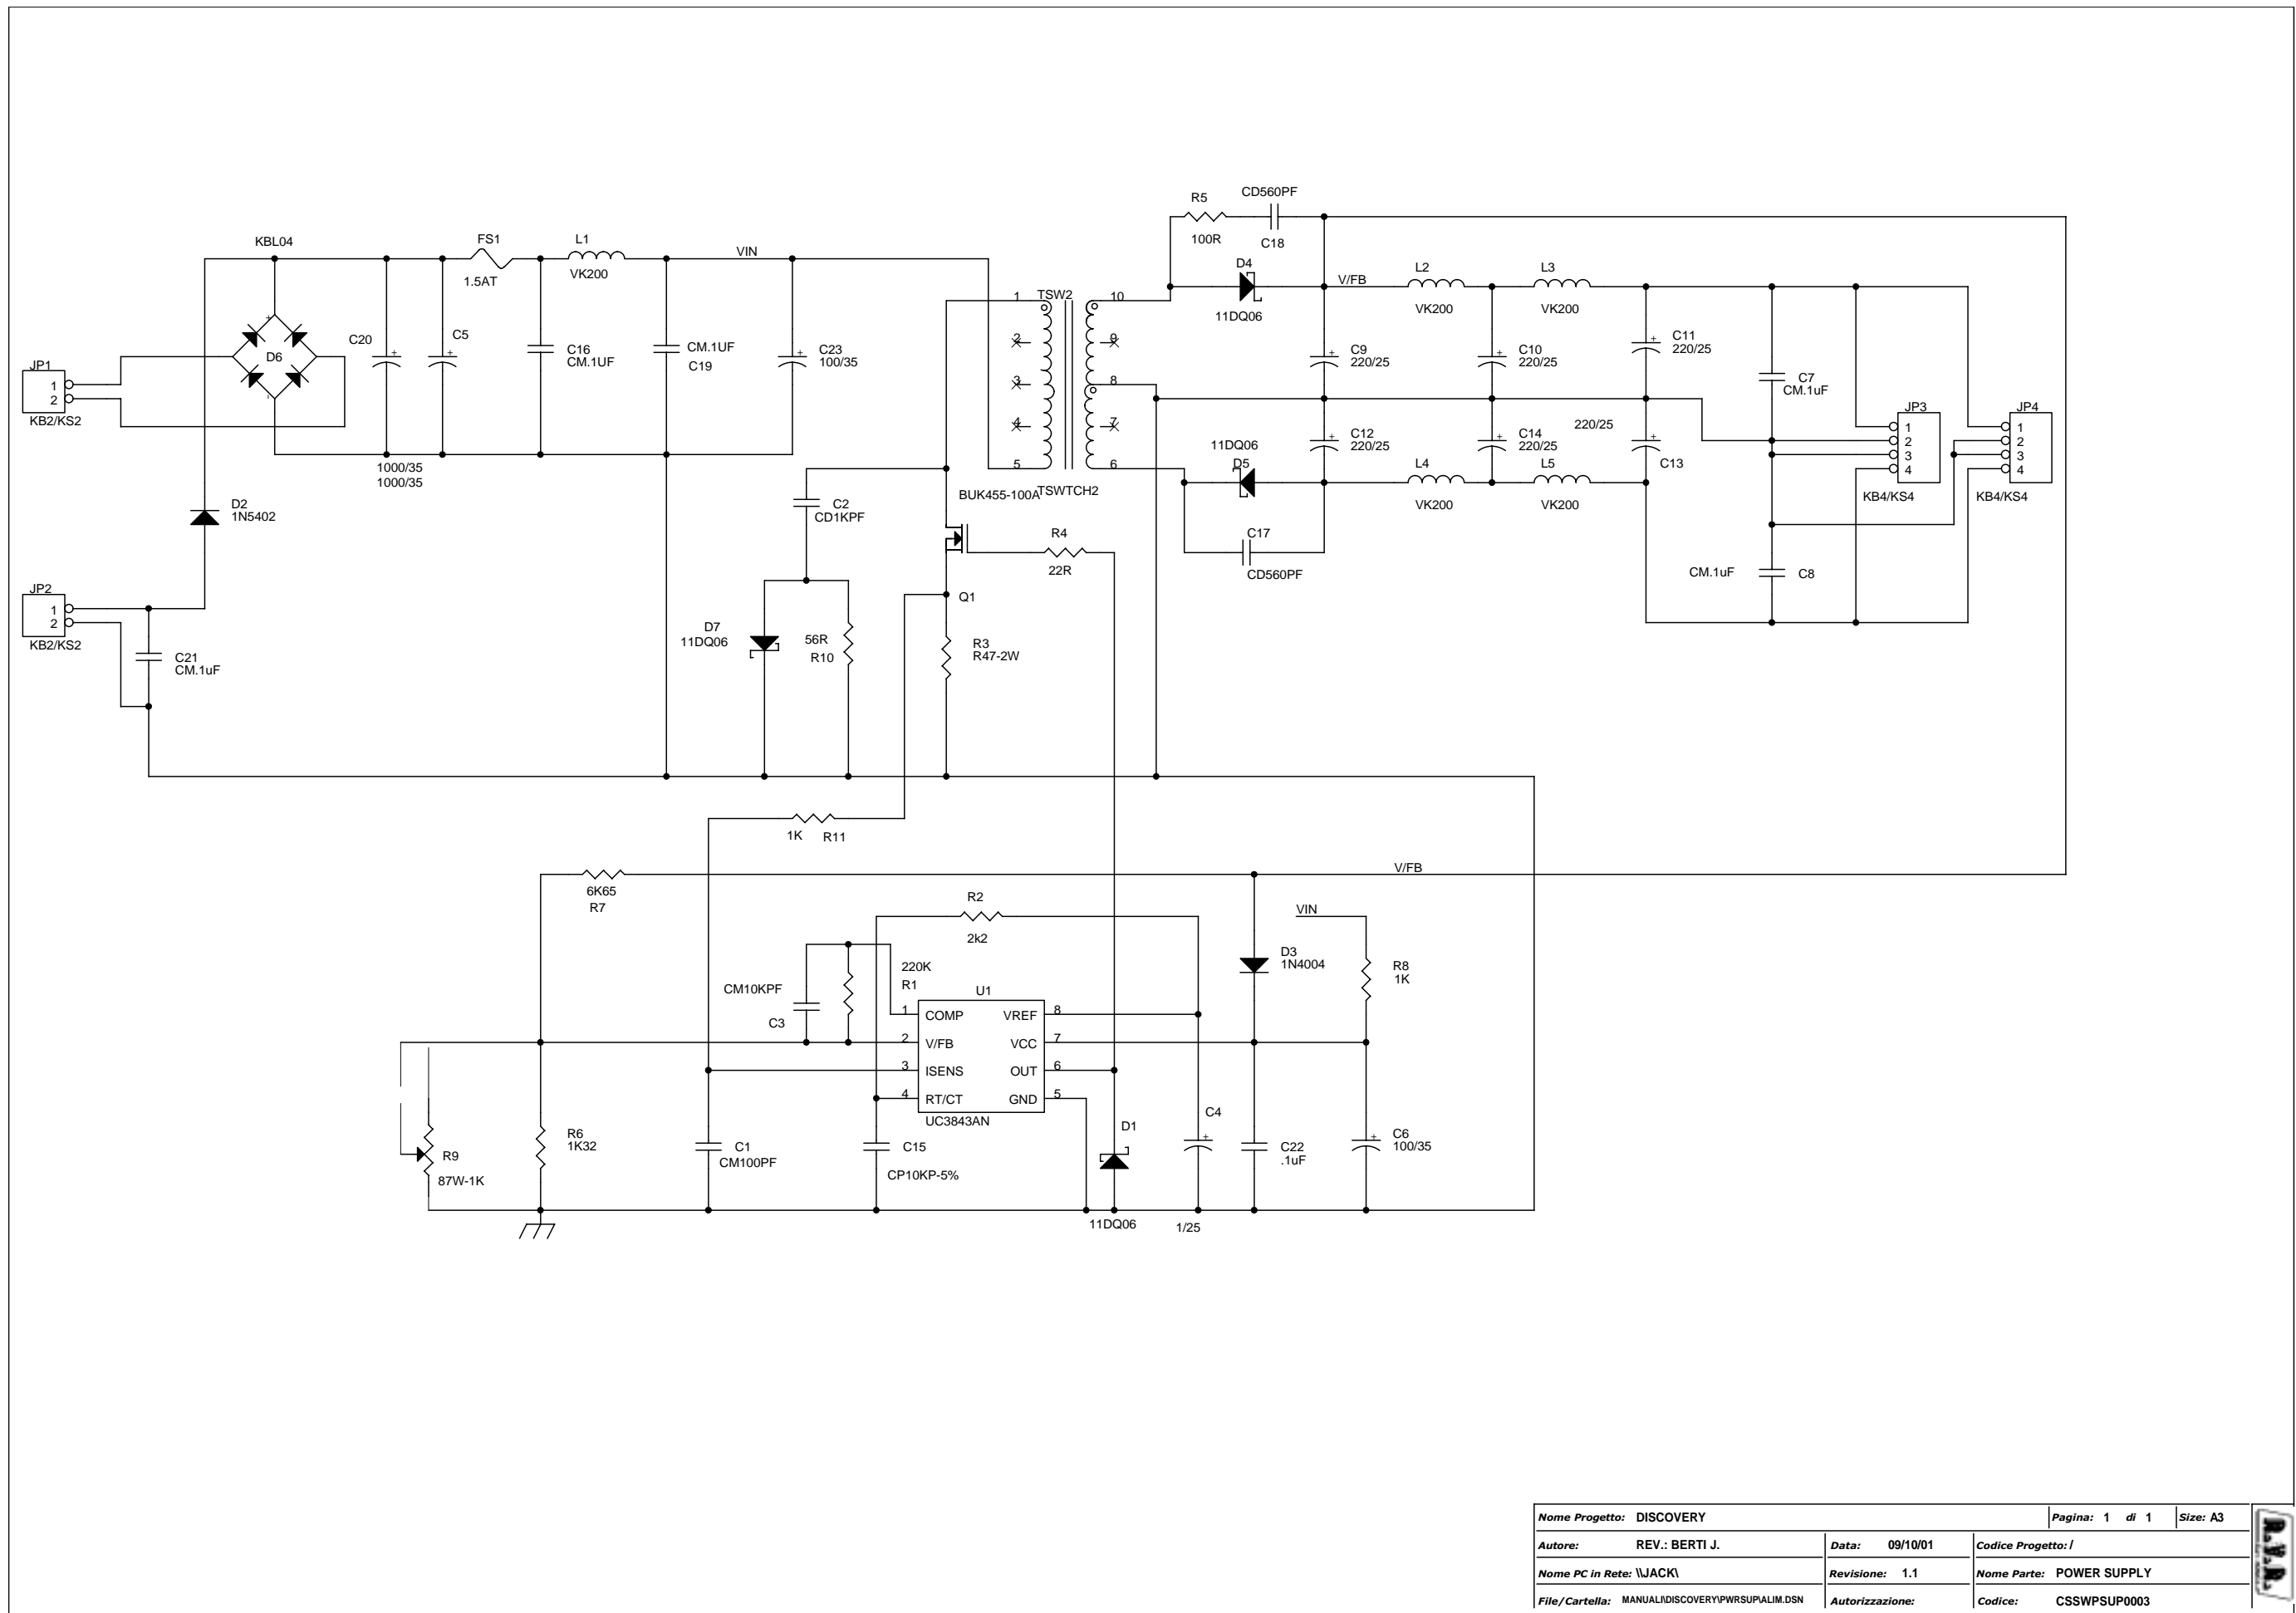 CD560PF
R5
100R
C18
KBL04
FS1
L1
VIN
1.5AT
VK200
D4
V/FB
L2
L3
11DQ06
VK200
VK200
1
TSW2
10
C20
+
C5
+
C16
CM.1UF
CM.1UF
C19
+
C23
100/35
2
9
+
D6
-
+
C9
220/25
+
C10
220/25
+
C11
220/25
JP1
1
2
KB2/KS2
3
8
C7
CM.1uF
4
7
11DQ06
+
C12
220/25
+
C14
220/25
220/25
+
C13
JP3
1
2
3
4
KB4/KS4
JP4
1
2
3
4
KB4/KS4
1000/35
1000/35
5
6
D5
L4
L5
BUK455-100A
TSWTCH2
VK200
VK200
D2
1N5402
C2
CD1KPF
R4
22R
C17
CD560PF
CM.1uF
C8
JP2
1
2
KB2/KS2
Q1
D7
11DQ06
56R
R10
R3
R47-2W
C21
CM.1uF
1K
R11
V/FB
6K65
R7
R2
2k2
VIN
D3
1N4004
R8
1K
220K
R1
CM10KPF
C3
U1
1
COMP
VREF
8
2
V/FB
VCC
7
3
ISENS
OUT
6
4
RT/CT
GND
5
UC3843AN
R9
87W-1K
R6
1K32
C1
CM100PF
C15
CP10KP-5%
D1
11DQ06
C4
+
1/25
C22
.1uF
+
C6
100/35
Nome Progetto: DISCOVERY
Pagina: 1 di 1
Size: A3
Autore: REV.: BERTI J.
Data: 09/10/01
Codice Progetto: /
Nome PC in Rete: \\JACK\
Revisione: 1.1
Nome Parte: POWER SUPPLY
File/Cartella: MANUALI\DISCOVERY\PWRSUP\ALIM.DSN
Autorizzazione:
Codice: CSSWPSUP0003
R.V.R.